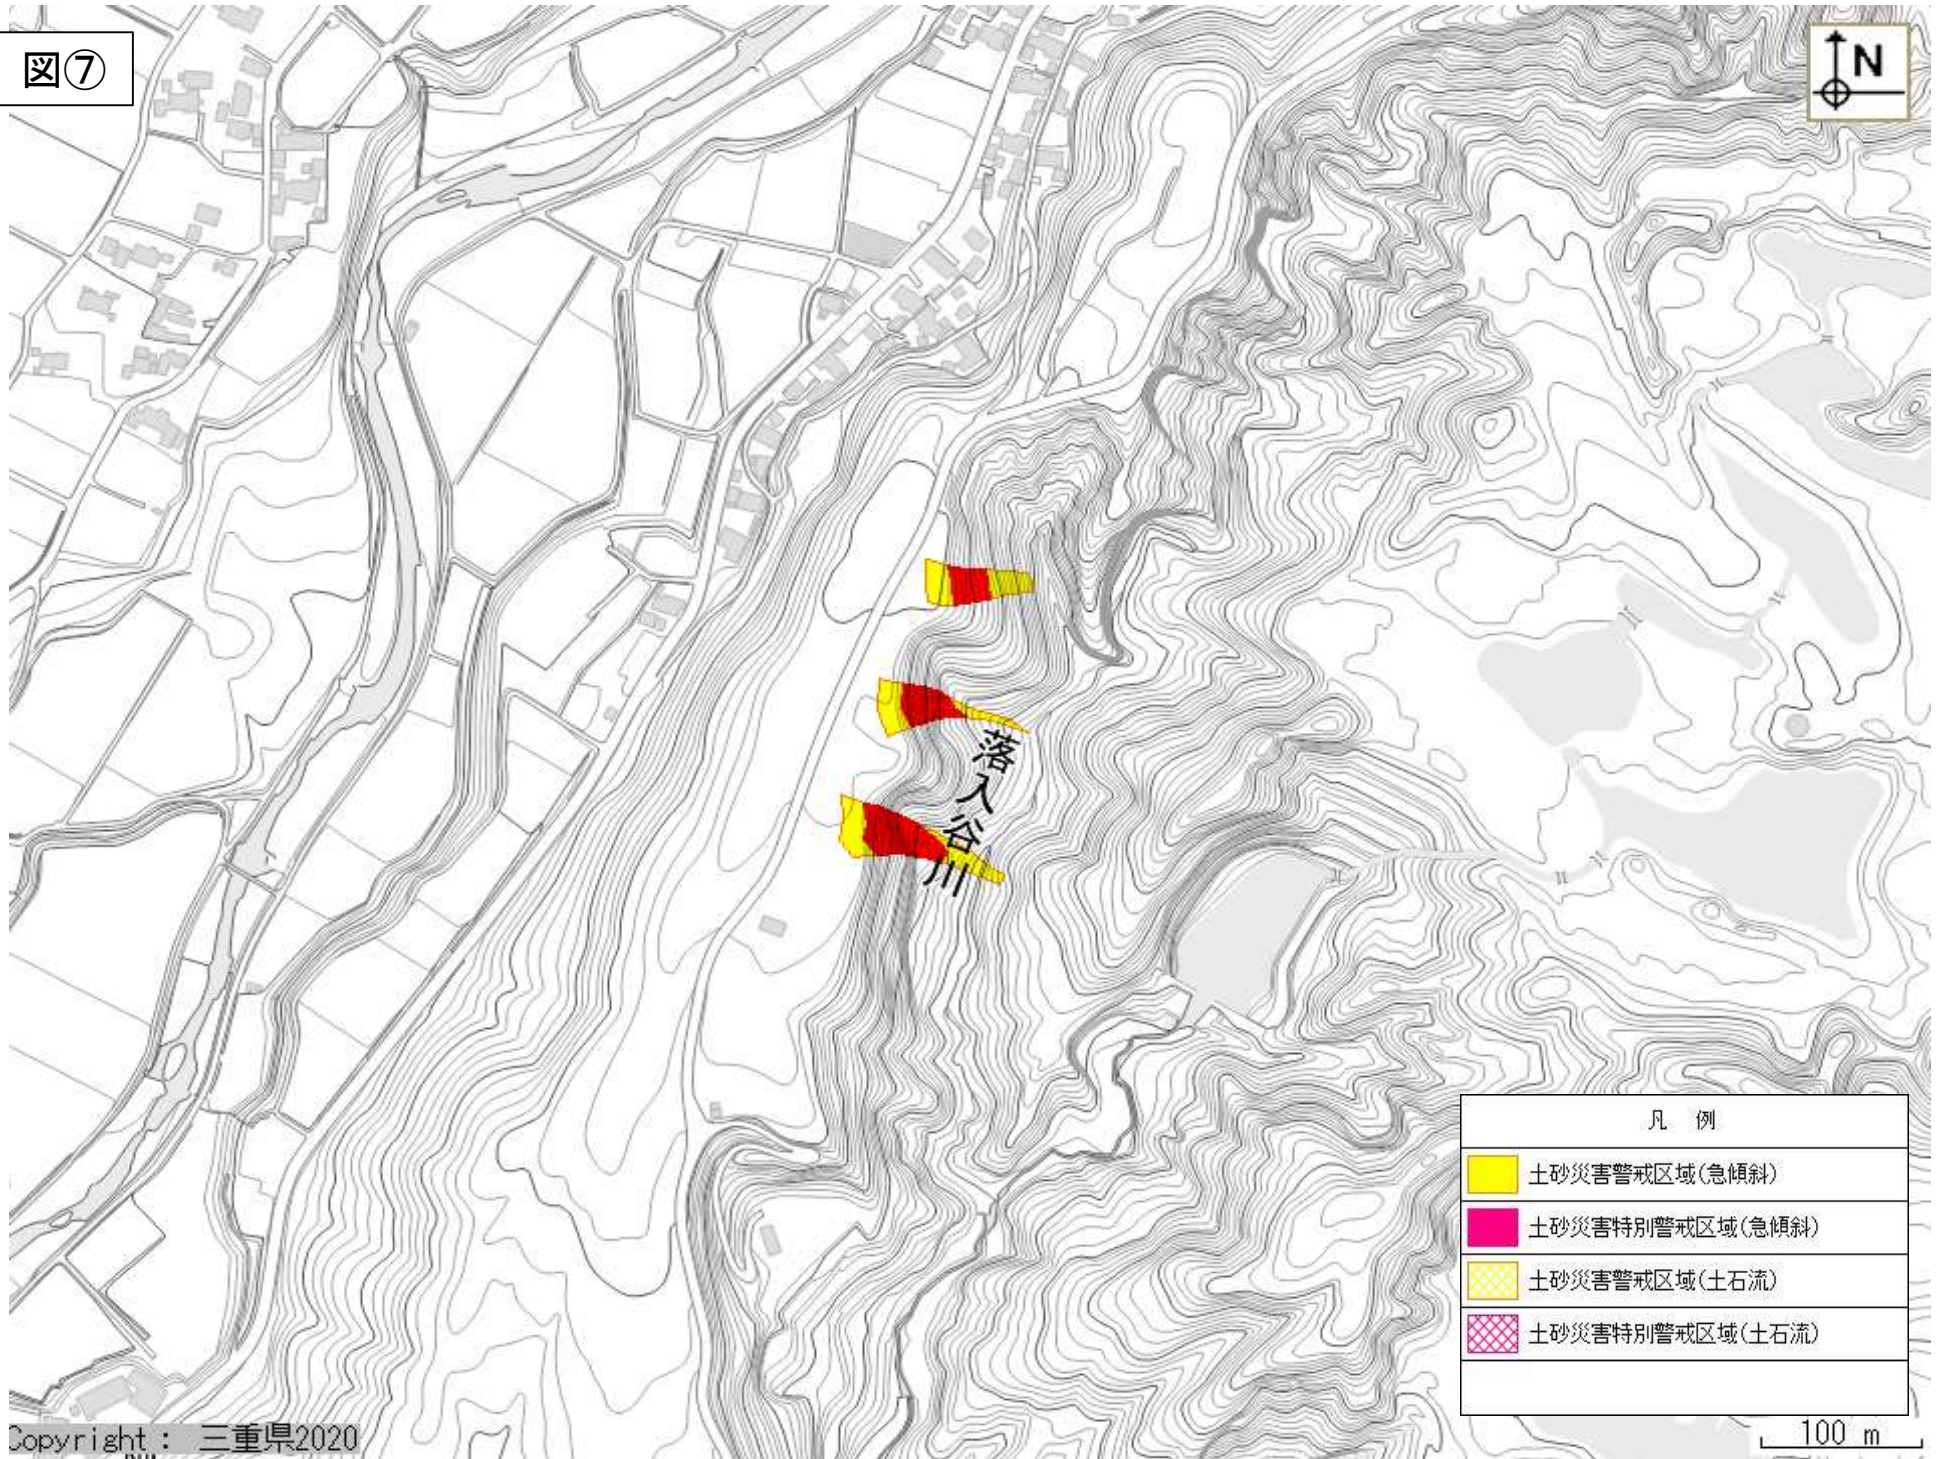 図⑦
N
落入谷川
凡 例
土砂災害警戒区域(急傾斜)
土砂災害特別警戒区域(急傾斜)
土砂災害警戒区域(土石流)
土砂災害特別警戒区域(土石流)
Copyright : 三重県2020
100 m